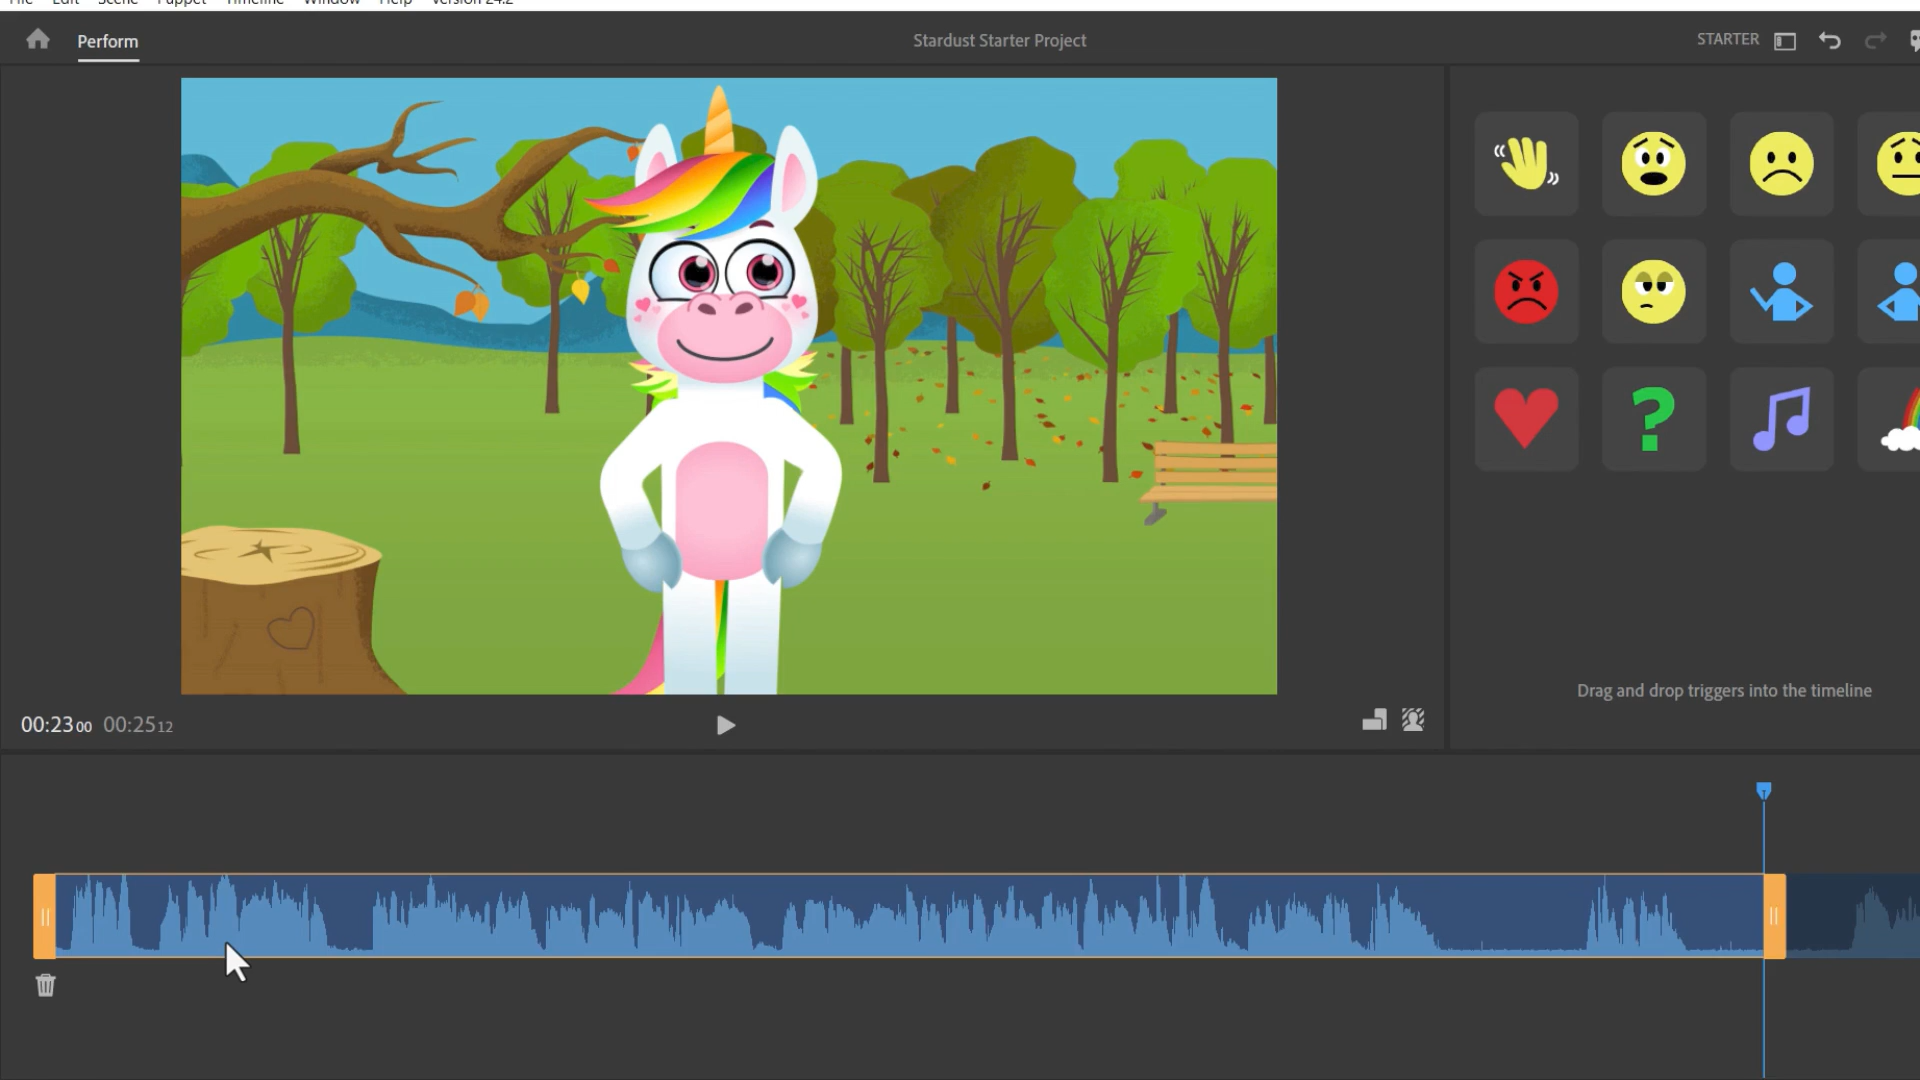 File Edit Scene Puppet Timeline Window Help Version 24.2
Perform
Stardust Starter Project
STARTER
Drag and drop triggers into the timeline
00:23 00 00:25 12